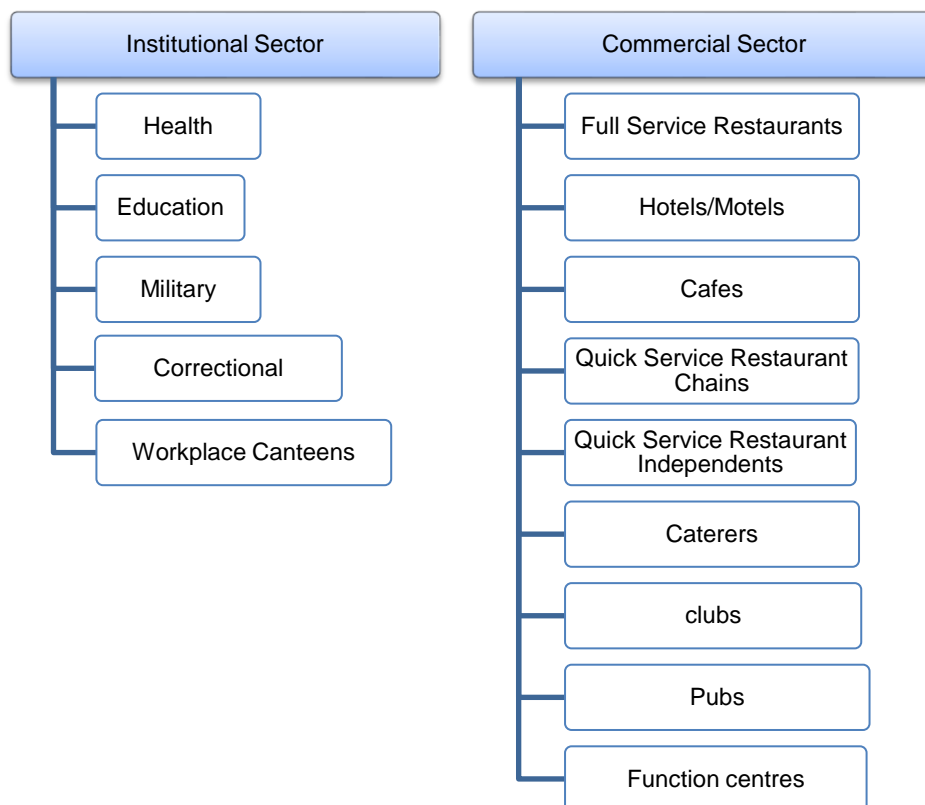 Institutional Sector
Health
Education
Military
Correctional
Workplace Canteens
Commercial Sector
Full Service Restaurants
Hotels/Motels
Cafes
Quick Service Restaurant
Chains
Quick Service Restaurant
Independents
Caterers
clubs
Pubs
Function centres